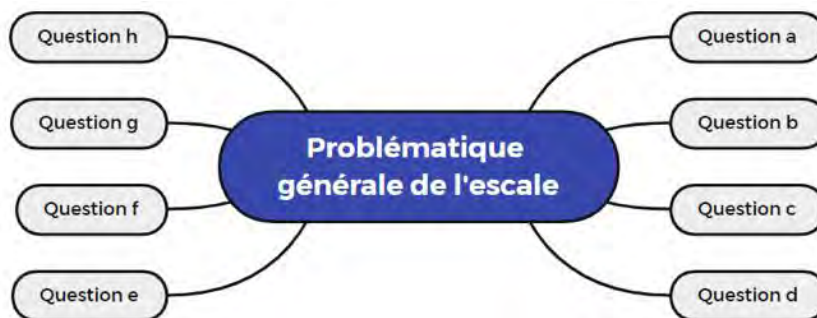 Question h
Question a
Question g
Question b
Problématique
générale de l'escale
Question f
Question c
Question e
Question d